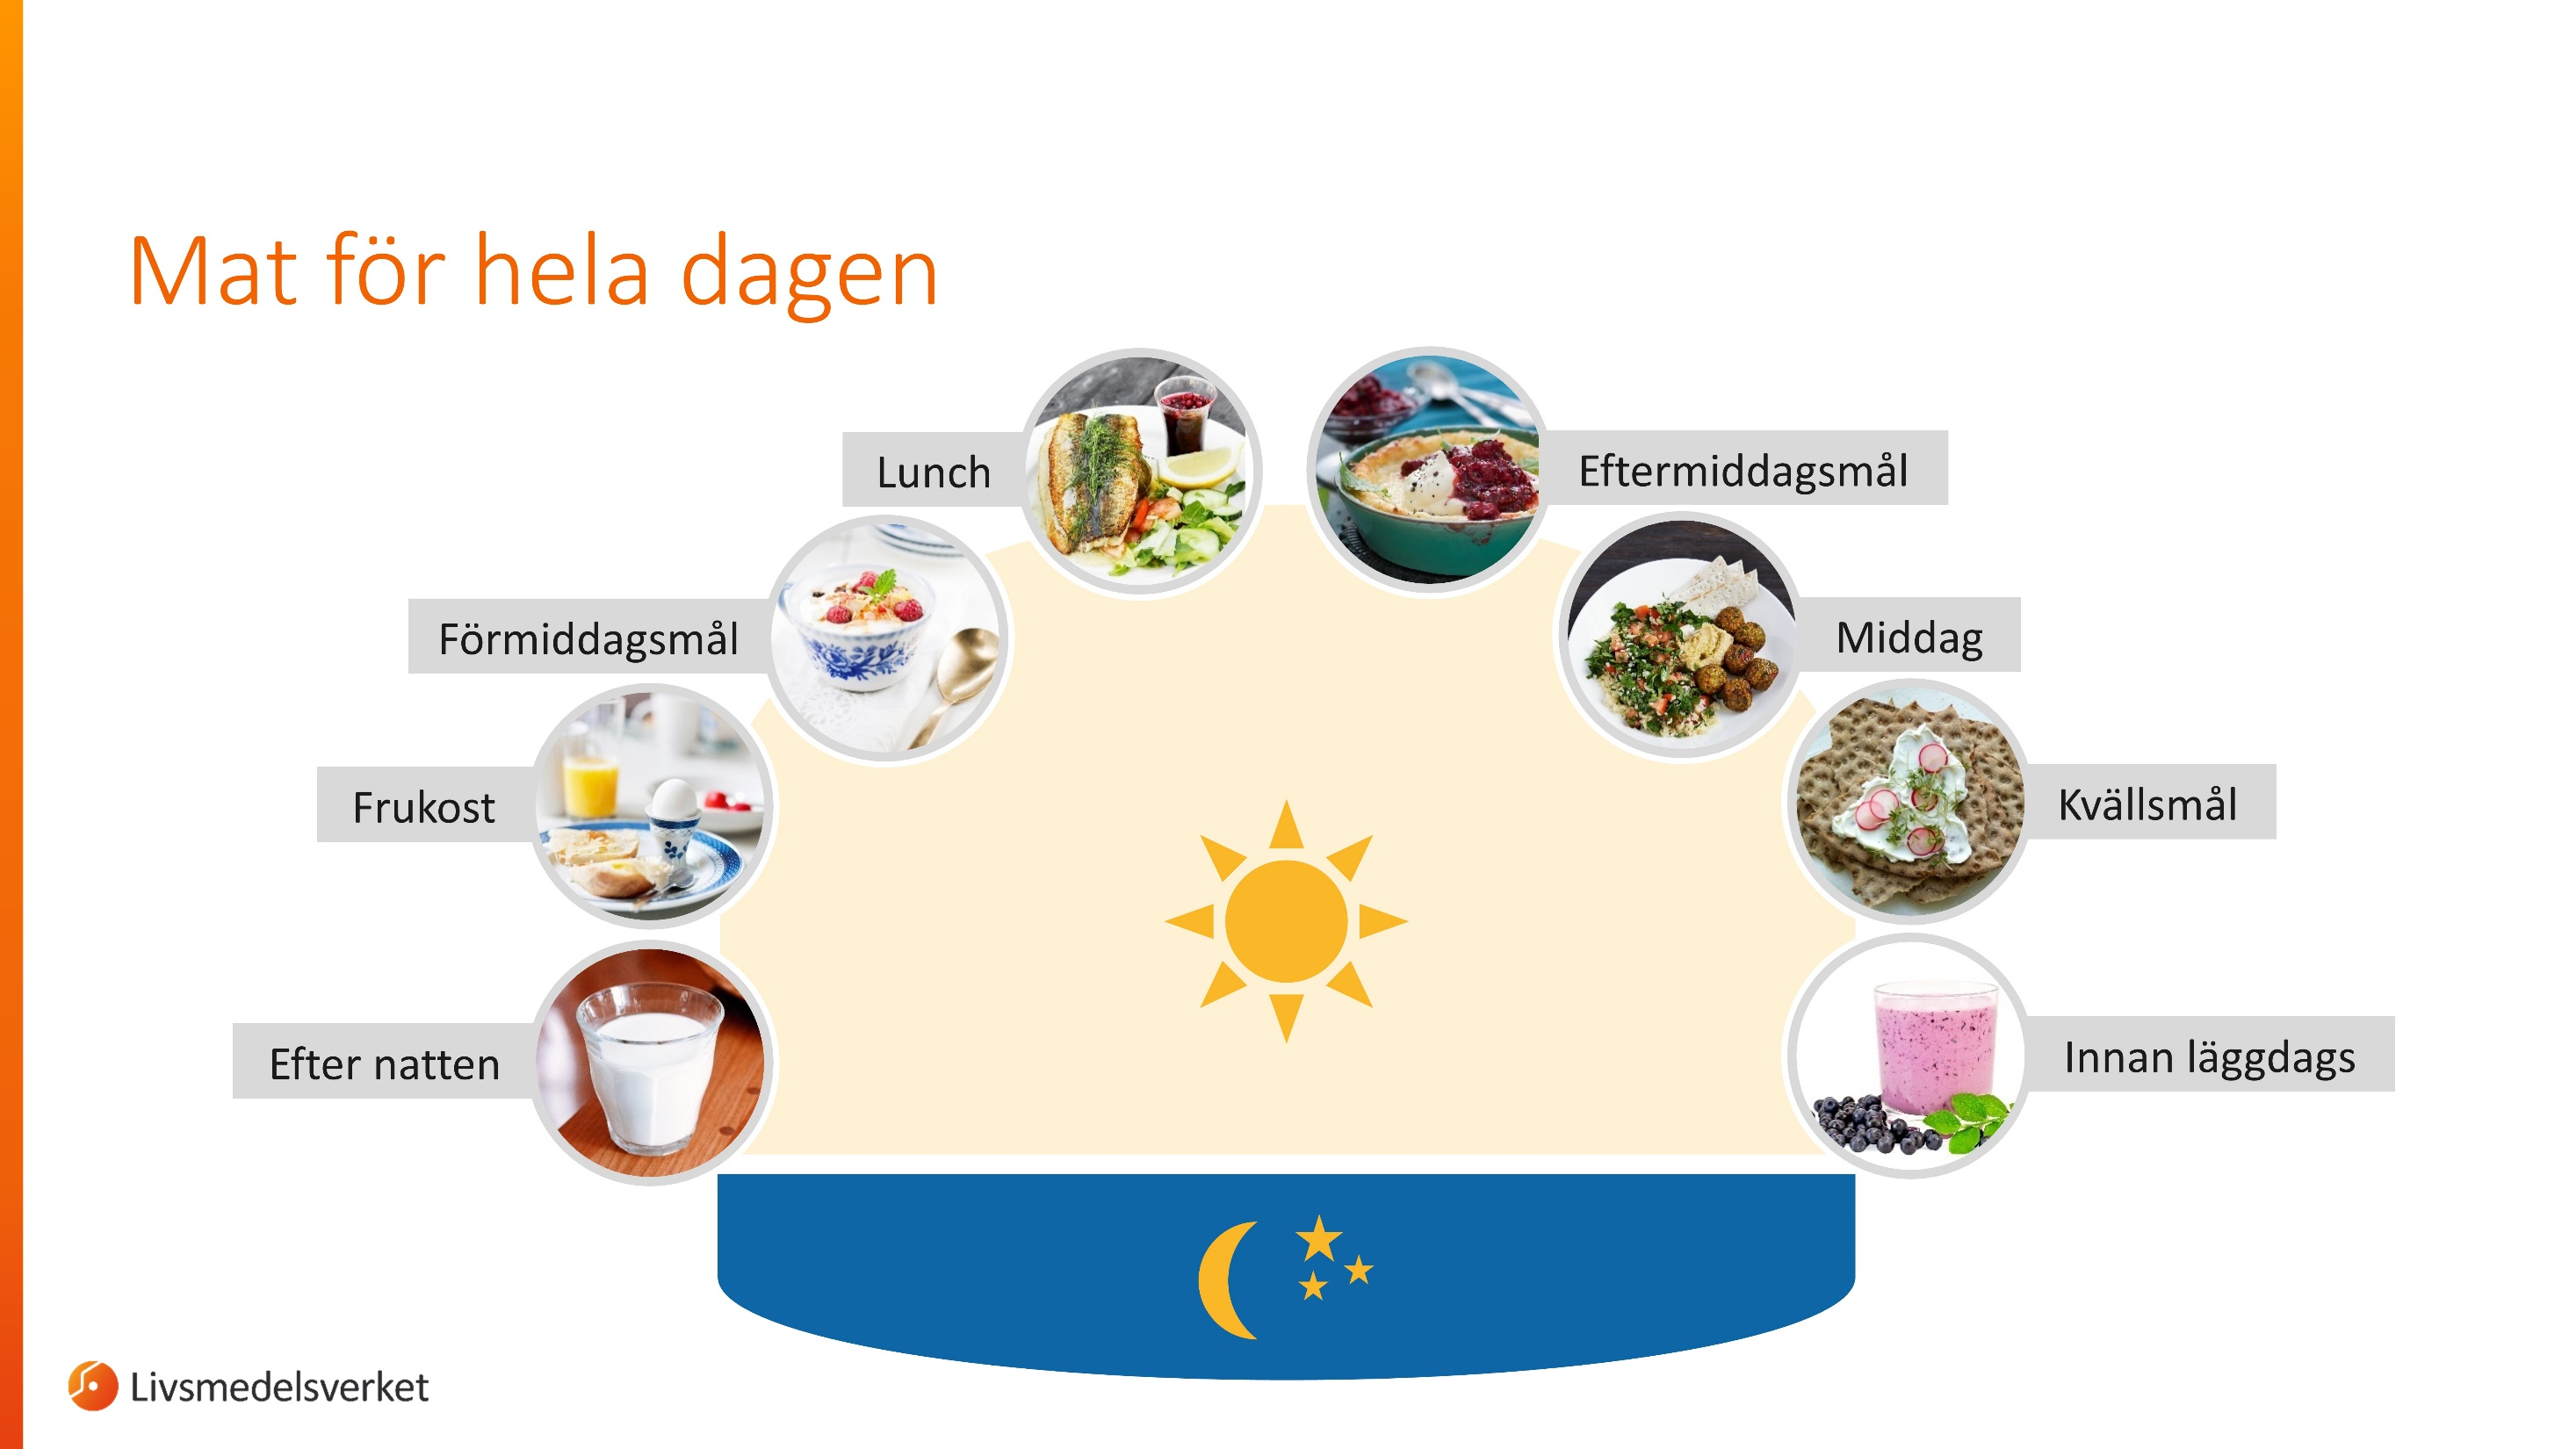 Mat för hela dagen
Lunch
Eftermiddagsmål
Förmiddagsmål
Middag
Frukost
Kvällsmål
Efter natten
Innan läggdags
Livsmedelsverket